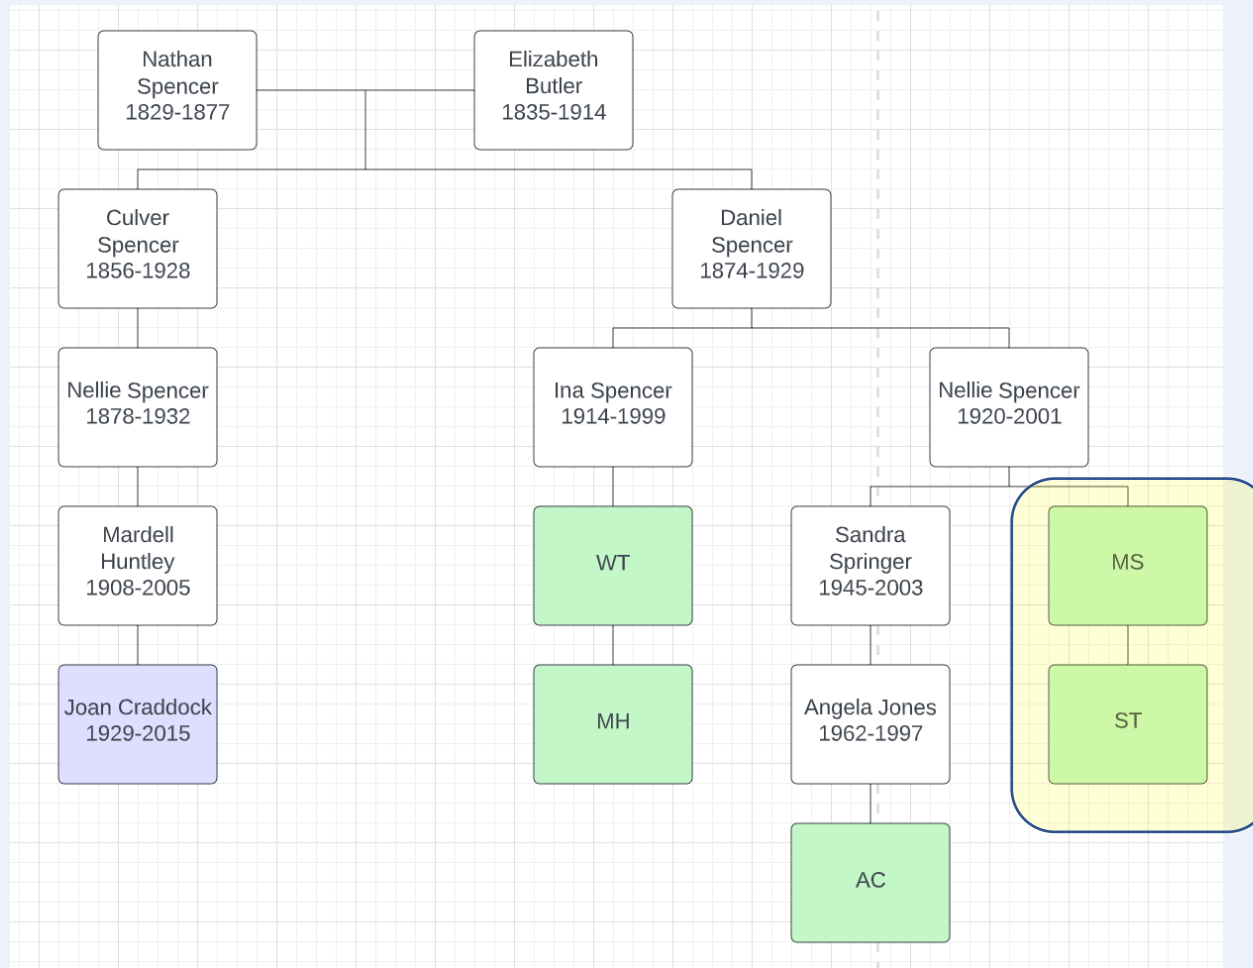 Nathan
Spencer
1829-1877
Elizabeth
Butler
1835-1914
Culver
Spencer
1856-1928
Daniel
Spencer
1874-1929
Nellie Spencer
1878-1932
Ina Spencer
1914-1999
Nellie Spencer
1920-2001
Mardell
Huntley
1908-2005
WT
Sandra
Springer
1945-2003
MS
Joan Craddock
1929-2015
MH
Angela Jones
1962-1997
ST
AC